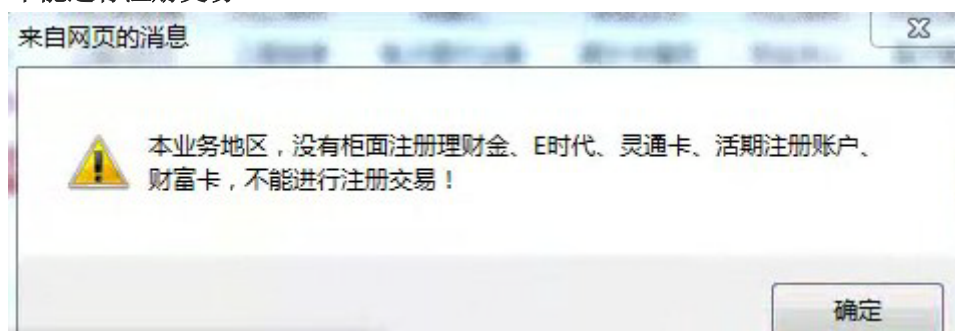 来自网页的消息
本业务地区，没有柜面注册理财金、E时代、灵通卡、活期注册账户、
财富卡，不能进行注册交易！
确定